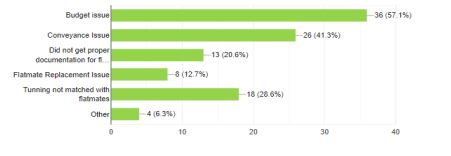 Budget issue
36 (57.1%)
Conveyance Issue
26 (41.3%)
Did not get proper
documentation for fl...
13 (20.6%)
Flatmate Replacement Issue
8 (12.7%)
Tunning not matched with
flatmates
18 (28.6%)
Other
4 (6.3%)
0 10 20 30 40